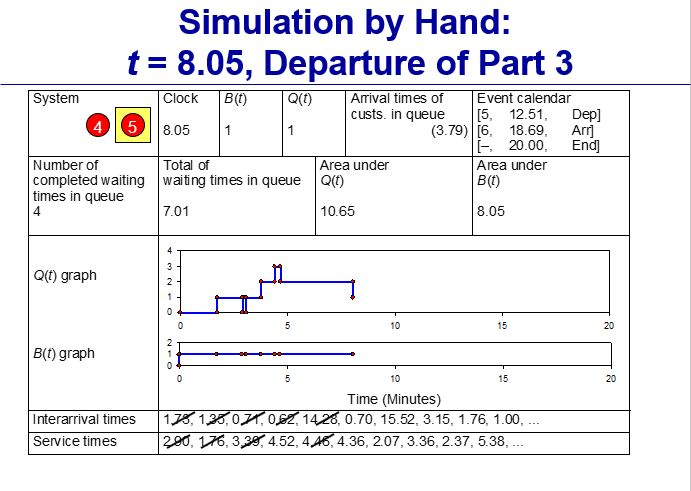 Simulation by Hand:
t = 8.05, Departure of Part 3
System
4 5
Clock
8.05
B(t)
1
Q(t)
1
Arrival times of
custs. in queue
(3.79)
Event calendar
[5, 12.51, Dep]
[6, 18.69, Arr]
[–, 20.00, End]
Number of
completed waiting
times in queue
4
Total of
waiting times in queue
7.01
Area under
Q(t)
10.65
Area under
B(t)
8.05
Q(t) graph
4
3
2
1
0
0 5 10 15 20
B(t) graph
2
1
0
0 5 10 15 20
Time (Minutes)
Interarrival times 1.73, 1.35, 0.71, 0.62, 14.28, 0.70, 15.52, 3.15, 1.76, 1.00, ...
Service times 2.90, 1.76, 3.39, 4.52, 4.46, 4.36, 2.07, 3.36, 2.37, 5.38, ...